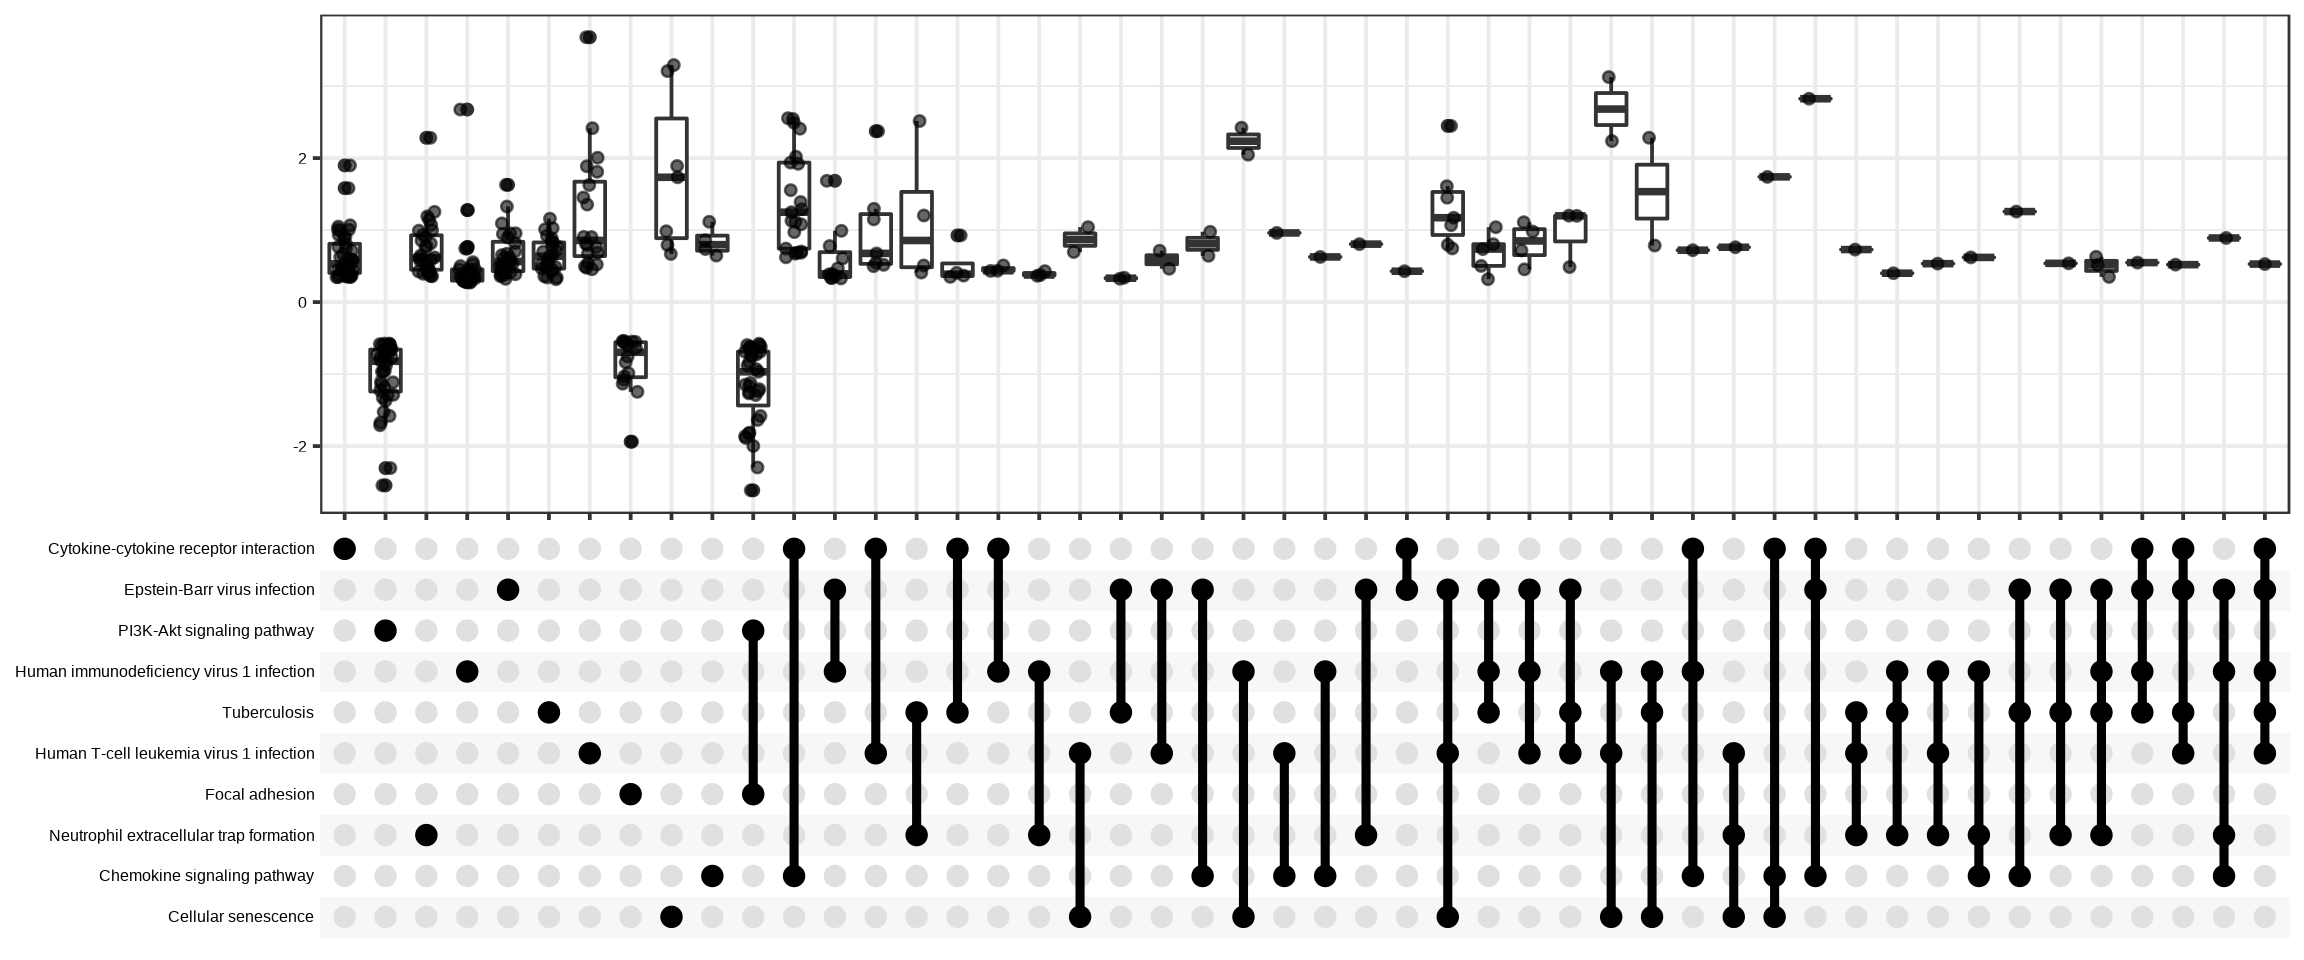 2
0
-2
Cytokine-cytokine receptor interaction
Epstein-Barr virus infection
PI3K-Akt signaling pathway
Human immunodeficiency virus 1 infection
Tuberculosis
Human T-cell leukemia virus 1 infection
Focal adhesion
Neutrophil extracellular trap formation
Chemokine signaling pathway
Cellular senescence